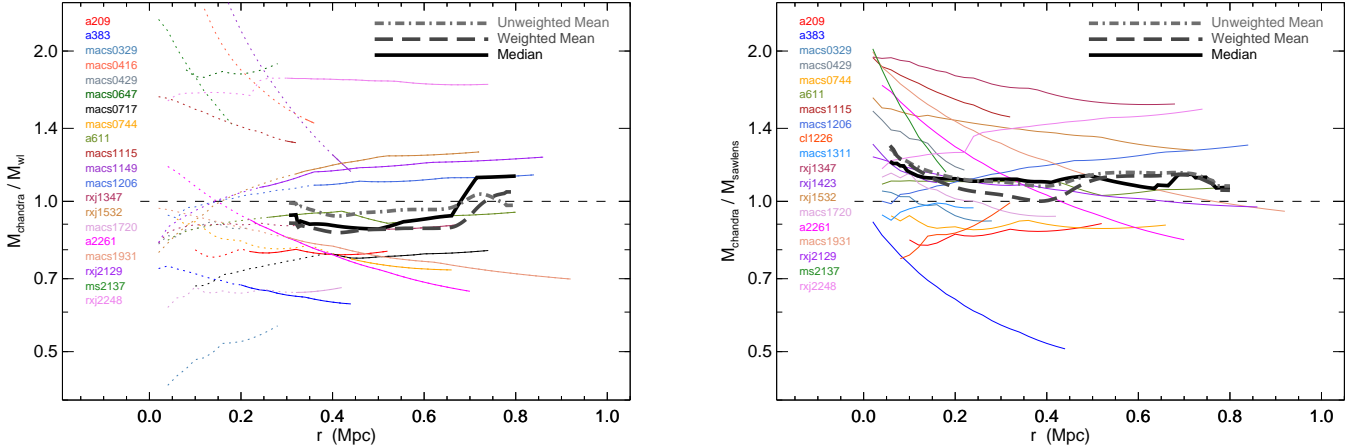 a209
a383
macs0329
macs0416
macs0429
macs0647
macs0717
macs0744
a611
macs1115
macs1149
macs1206
rxj1347
rxj1532
macs1720
a2261
macs1931
rxj2129
ms2137
rxj2248
Unweighted Mean
Weighted Mean
Median
2.0
1.4
1.0
0.7
0.5
M_chandra / M_wl
0.0 0.2 0.4 0.6 0.8 1.0
r (Mpc)
a209
a383
macs0329
macs0429
macs0744
a611
macs1115
macs1206
cl1226
macs1311
rxj1347
rxj1423
rxj1532
macs1720
a2261
macs1931
rxj2129
ms2137
rxj2248
Unweighted Mean
Weighted Mean
Median
2.0
1.4
1.0
0.7
0.5
M_chandra / M_sawlens
0.0 0.2 0.4 0.6 0.8 1.0
r (Mpc)